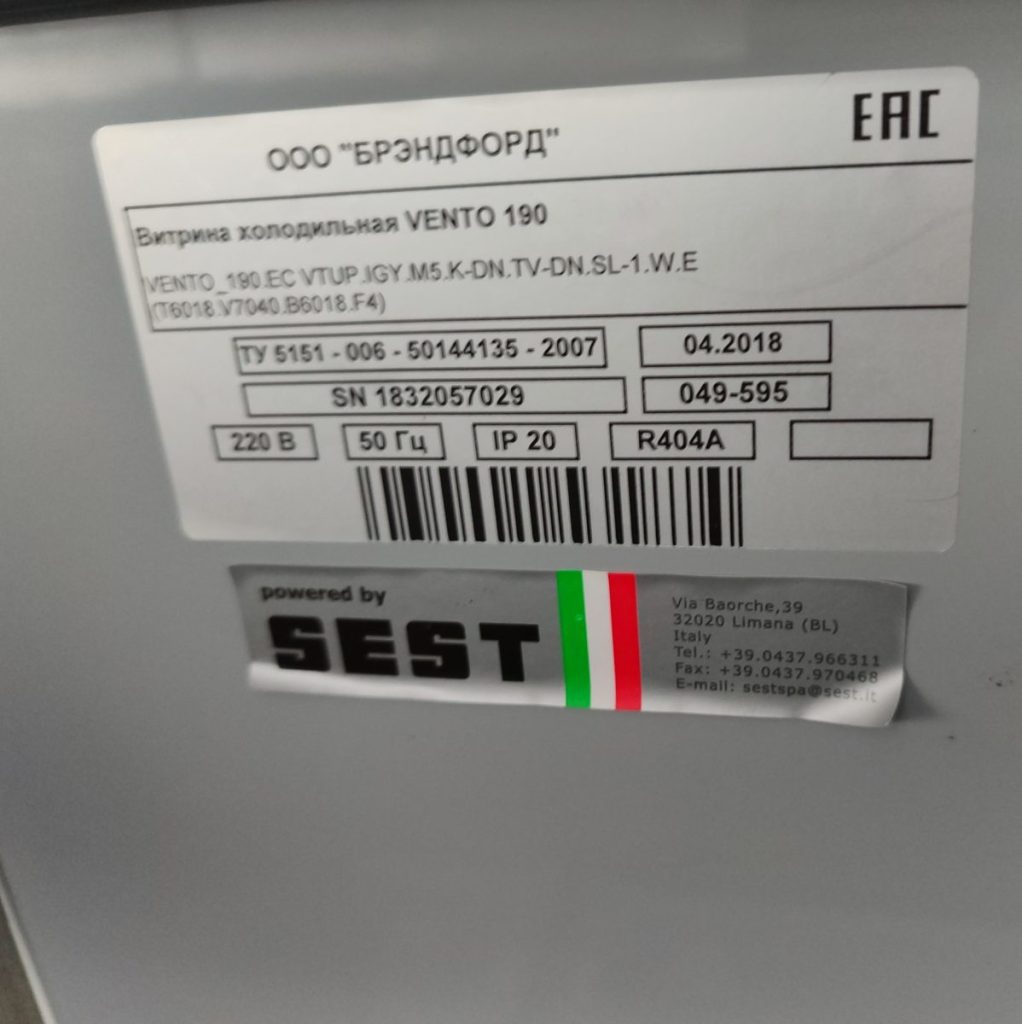 EAC
ООО "БРЭНДФОРД"
Витрина холодильная VENTO 190
VENTO_190.EC VTUP.IGY.M5.K-DN.TV-DN.SL-1.W.E
(T6018.V7040.B6018.F4)
ТУ 5151 - 006 - 50144135 - 2007
04.2018
SN 1832057029
049-595
220 В
50 Гц
IP 20
R404A
powered by
SEST
Via Baorche,39
32020 Limana (BL)
Italy
Tel.: +39.0437.966311
Fax: +39.0437.970468
E-mail: sestspa@sest.it